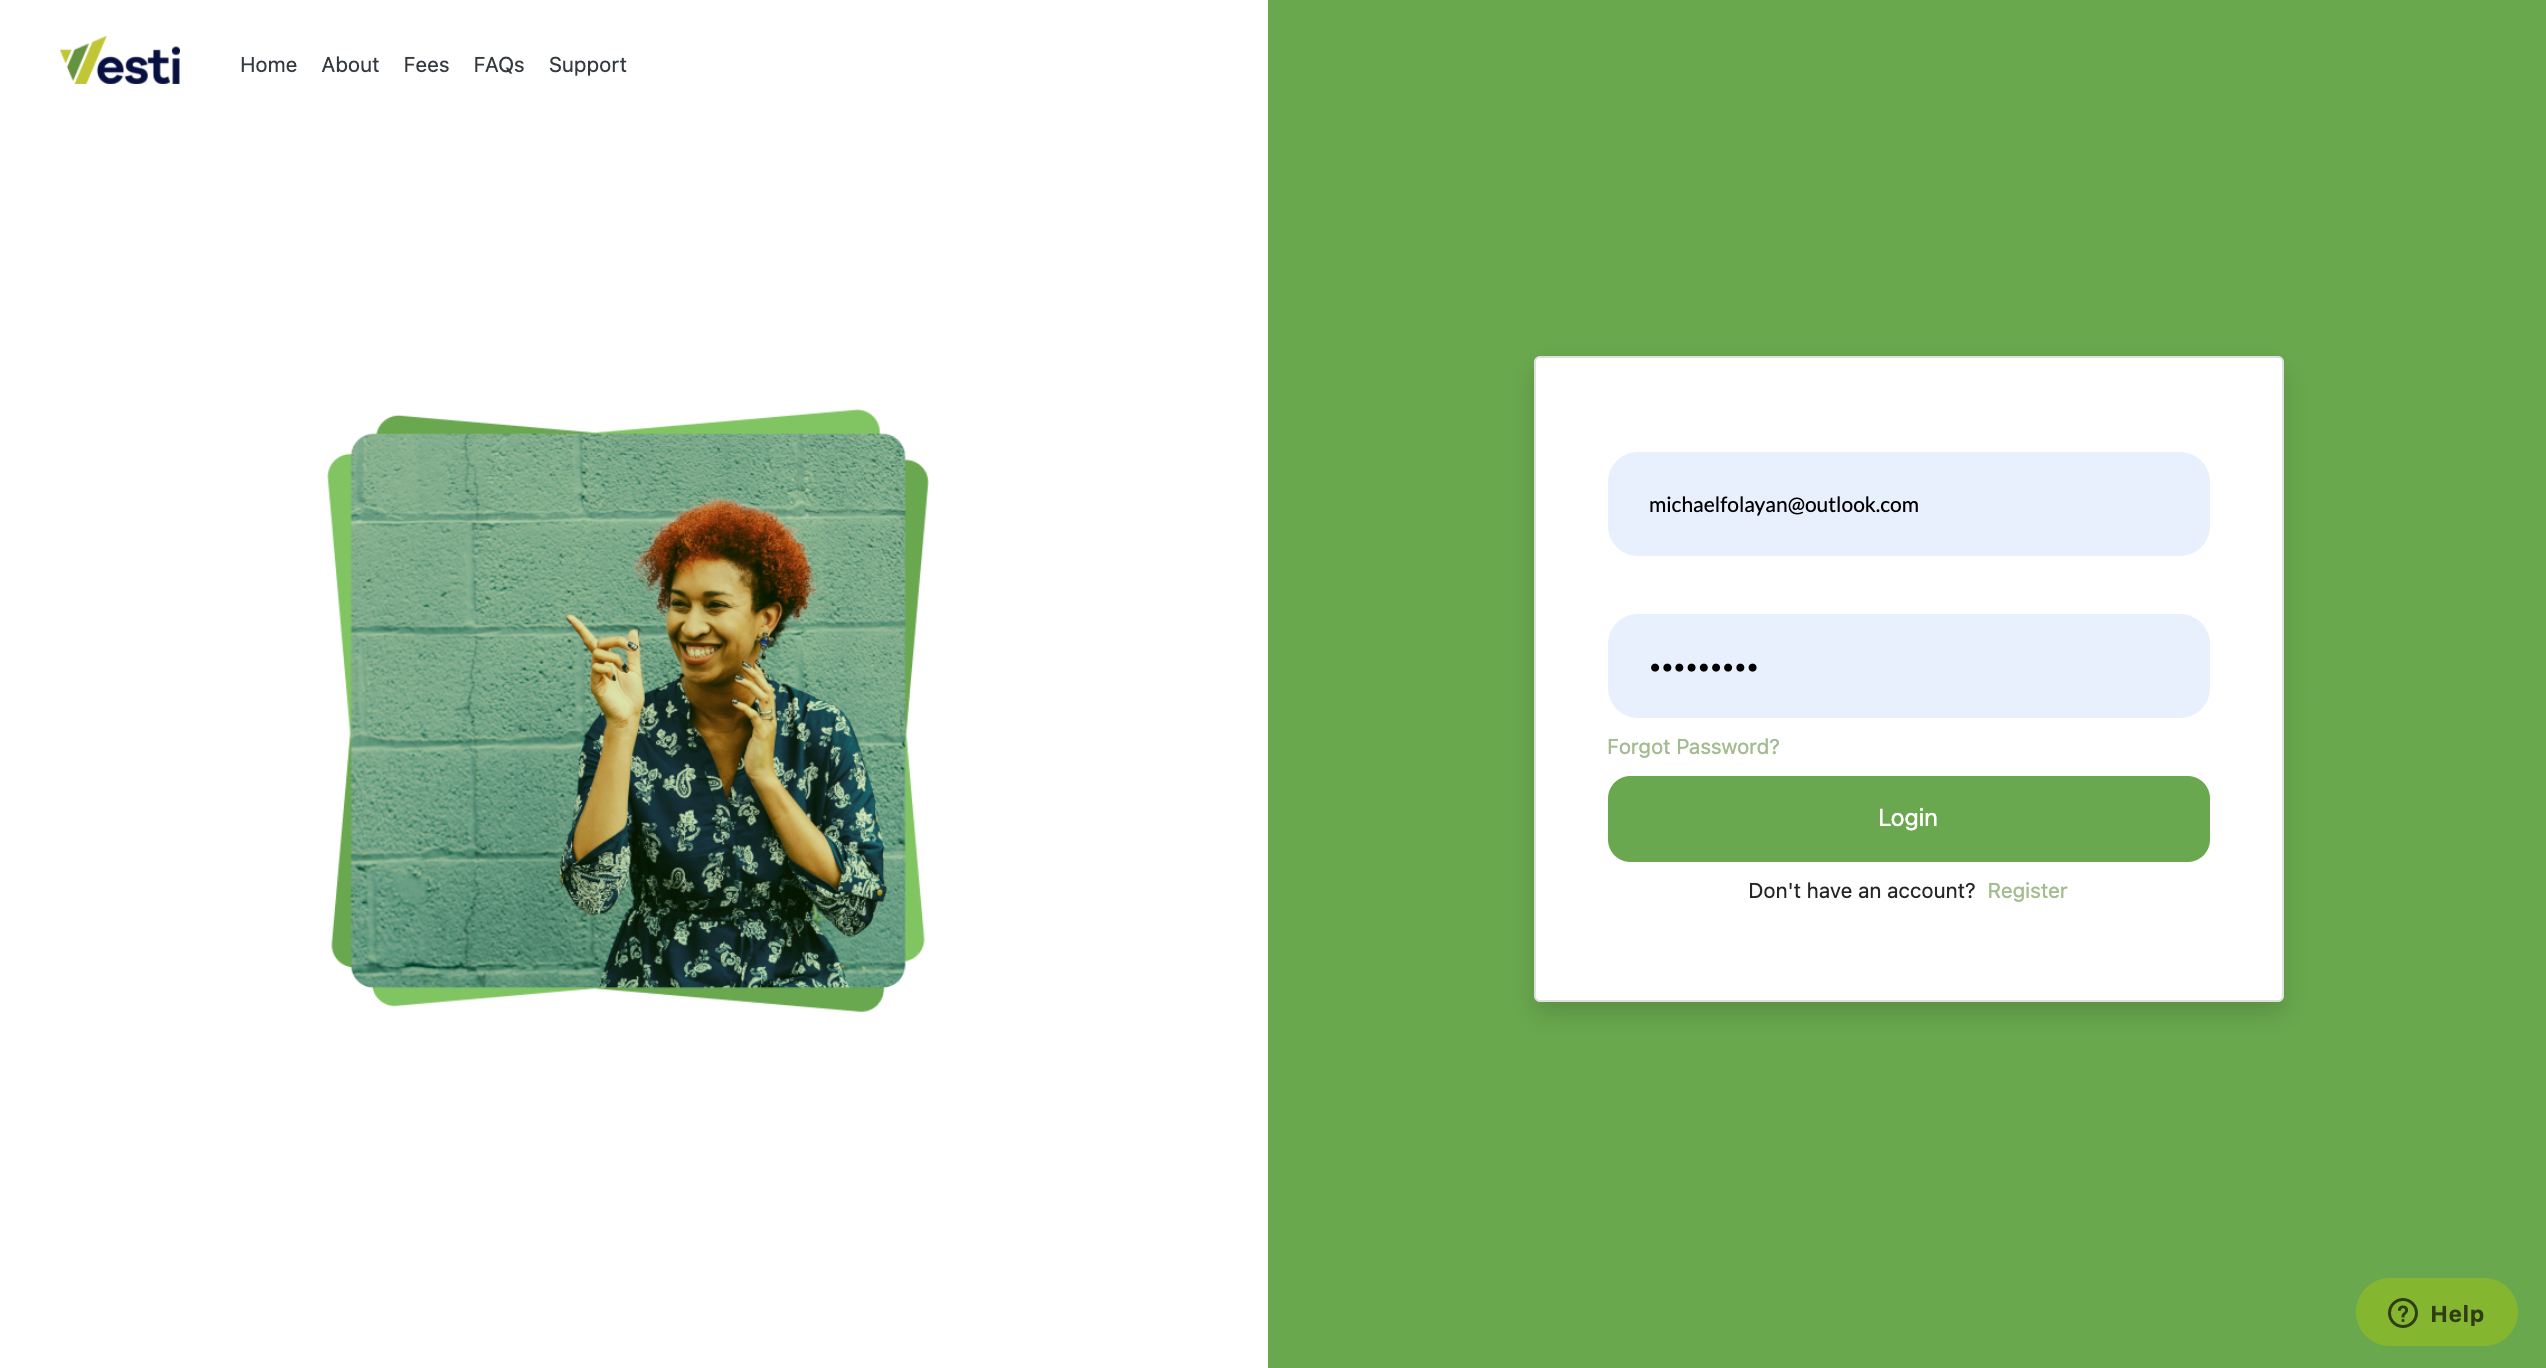 Vesti
Home About Fees FAQs Support
michaelfolayan@outlook.com
•••••••••
Forgot Password?
Login
Don't have an account? Register
Help